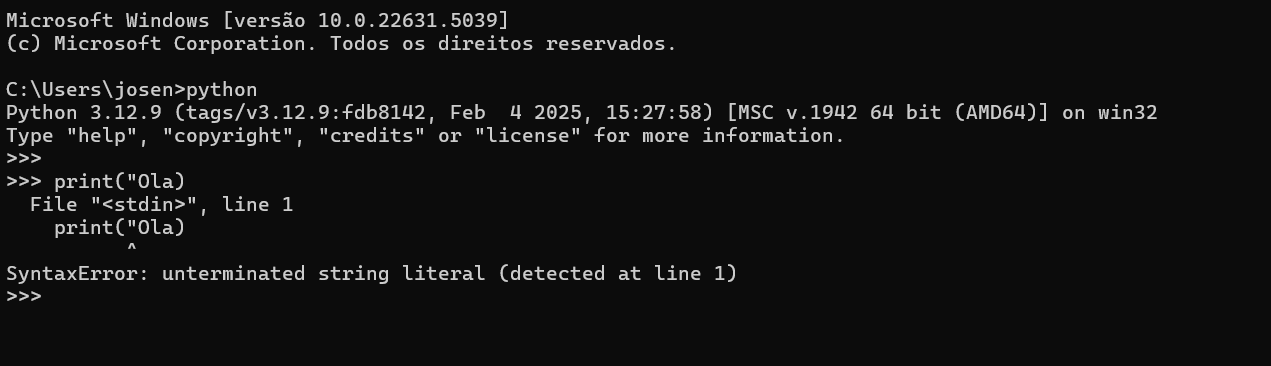 Microsoft Windows [versão 10.0.22631.5039]
(c) Microsoft Corporation. Todos os direitos reservados.
C:\Users\josen>python
Python 3.12.9 (tags/v3.12.9:fdb8142, Feb  4 2025, 15:27:58) [MSC v.1942 64 bit (AMD64)] on win32
Type "help", "copyright", "credits" or "license" for more information.
>>>
>>> print("Ola)
  File "<stdin>", line 1
    print("Ola)
          ^
SyntaxError: unterminated string literal (detected at line 1)
>>>